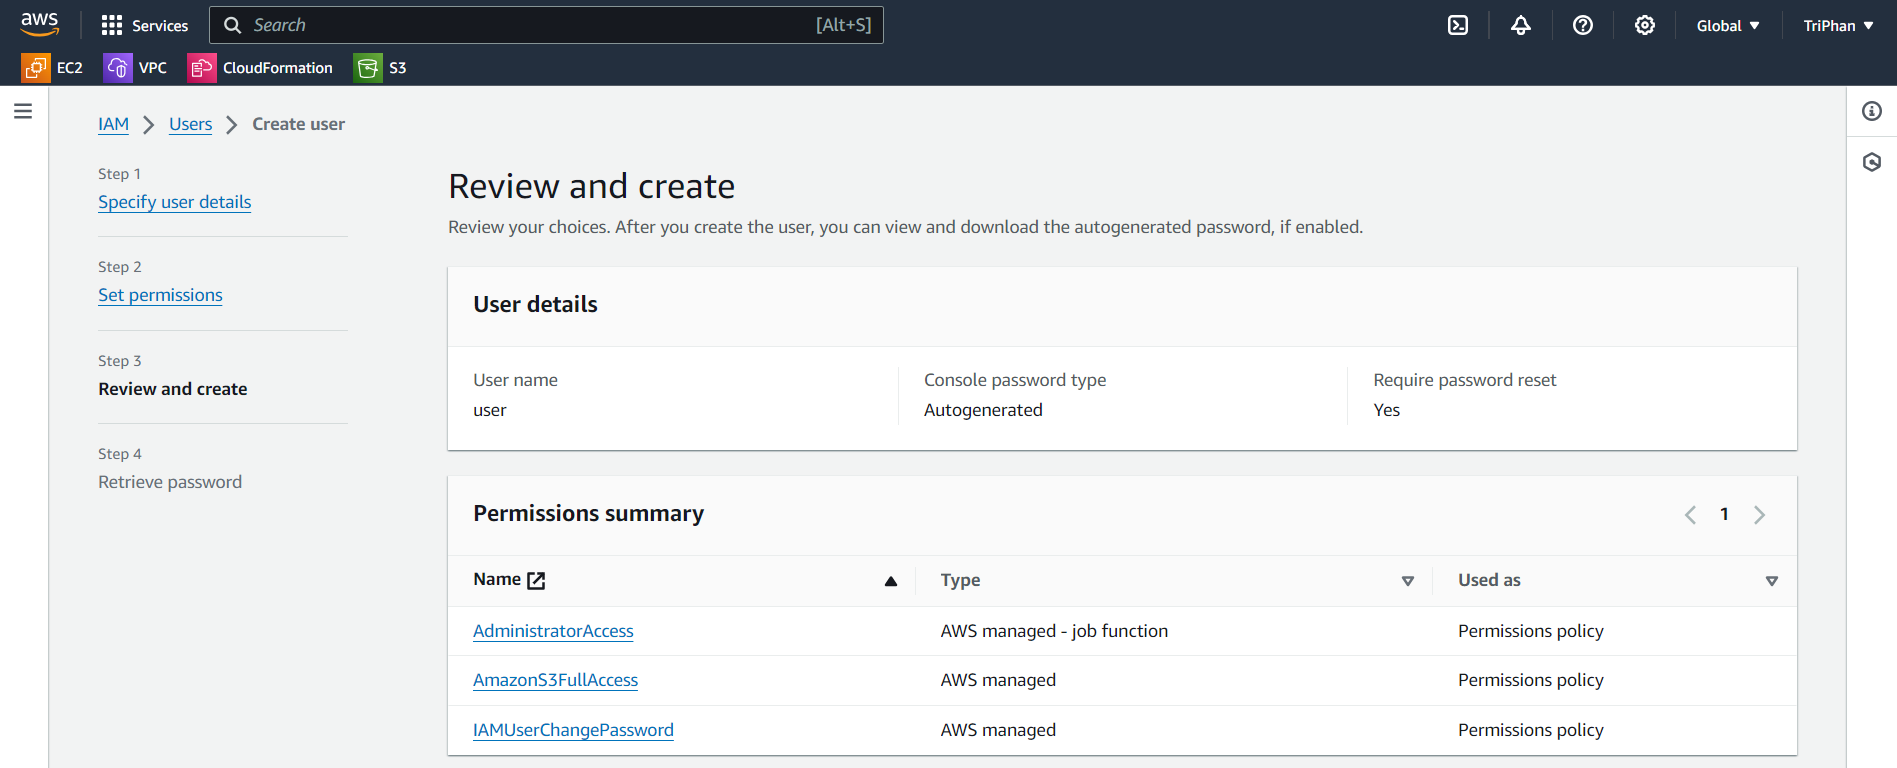 aws Services Search [Alt+S] Global TriPhan
EC2 VPC CloudFormation S3
IAM Users Create user
Step 1
Specify user details
Step 2
Set permissions
Step 3
Review and create
Step 4
Retrieve password
Review and create
Review your choices. After you create the user, you can view and download the autogenerated password, if enabled.
User details
User name
user
Console password type
Autogenerated
Require password reset
Yes
Permissions summary 1
Name Type Used as
AdministratorAccess AWS managed - job function Permissions policy
AmazonS3FullAccess AWS managed Permissions policy
IAMUserChangePassword AWS managed Permissions policy